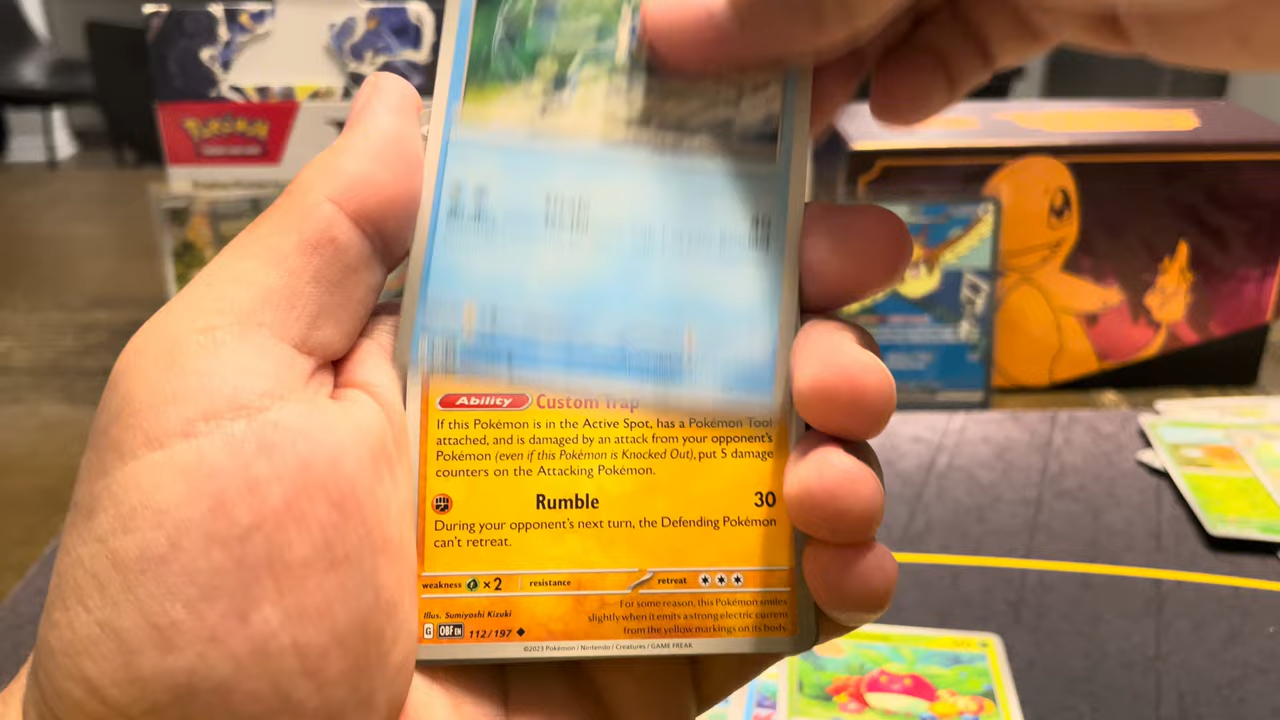 POKÉMON
Ability Custom Trap
If this Pokémon is in the Active Spot, has a Pokémon Tool
attached, and is damaged by an attack from your opponent's
Pokémon (even if this Pokémon is Knocked Out), put 5 damage
counters on the Attacking Pokémon.
Rumble 30
During your opponent's next turn, the Defending Pokémon
can't retreat.
weakness ×2 resistance retreat
Illus. Sumiyoshi Kizuki
For some reason, this Pokémon smiles
slightly when it emits a strong electric current
from the yellow markings on its body.
G OBF EN 112/197
©2023 Pokémon / Nintendo / Creatures / GAME FREAK